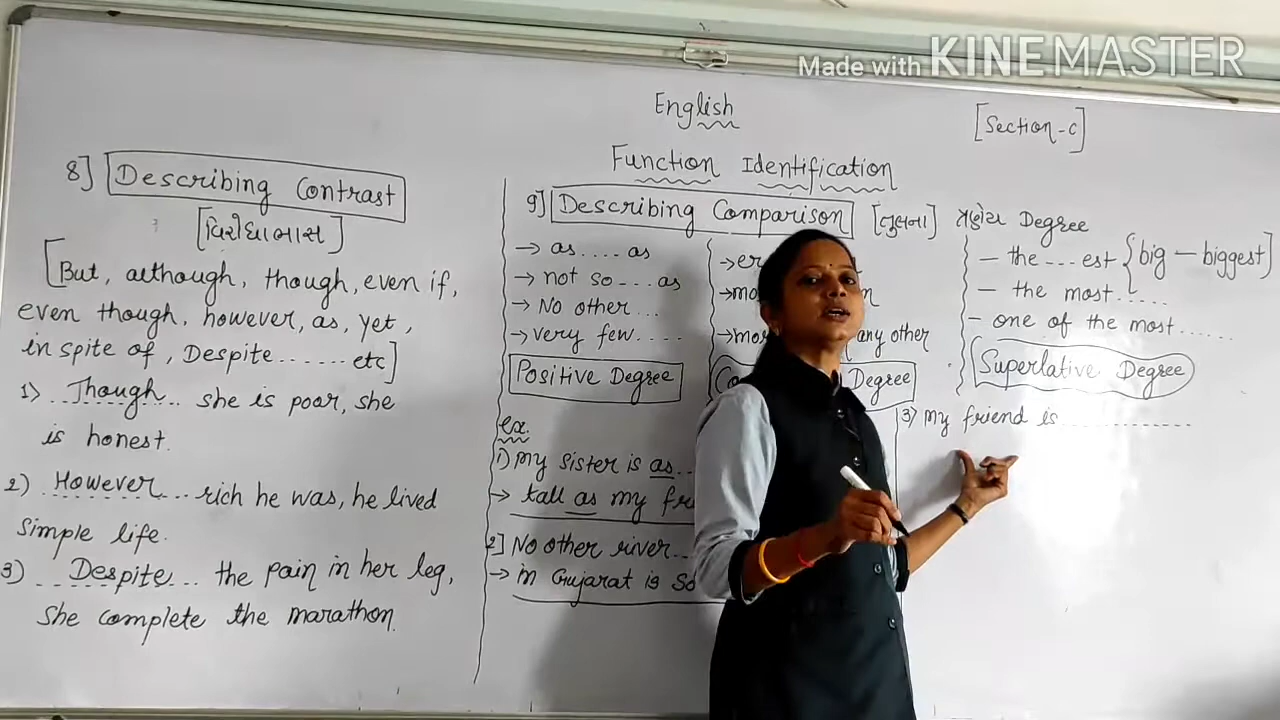 Made with KINEMASTER
English
[Section-C]
Function Identification
8] Describing Contrast
[વિરોધાભાસ]
[But, although, though, even if,
even though, however, as, yet,
in spite of, Despite....... etc]
1) ..Though... she is poor, she
is honest.
2) .However.... rich he was, he lived
Simple life.
3) ..Despite... the pain in her leg,
She complete the marathon.
9] Describing Comparison [તુલના]
→ as .... as
→ not so ... as
→ No other ...
→ very few.....
Positive Degree
→ er
→ mo
→ mor any other
Degree
Degree
- the ... est {big - biggest]
- the most......
- one of the most....
Superlative Degree
ex.
1) My sister is as..
→ tall as my
2] No other river...
→ in Gujarat is so
3) My friend is..............